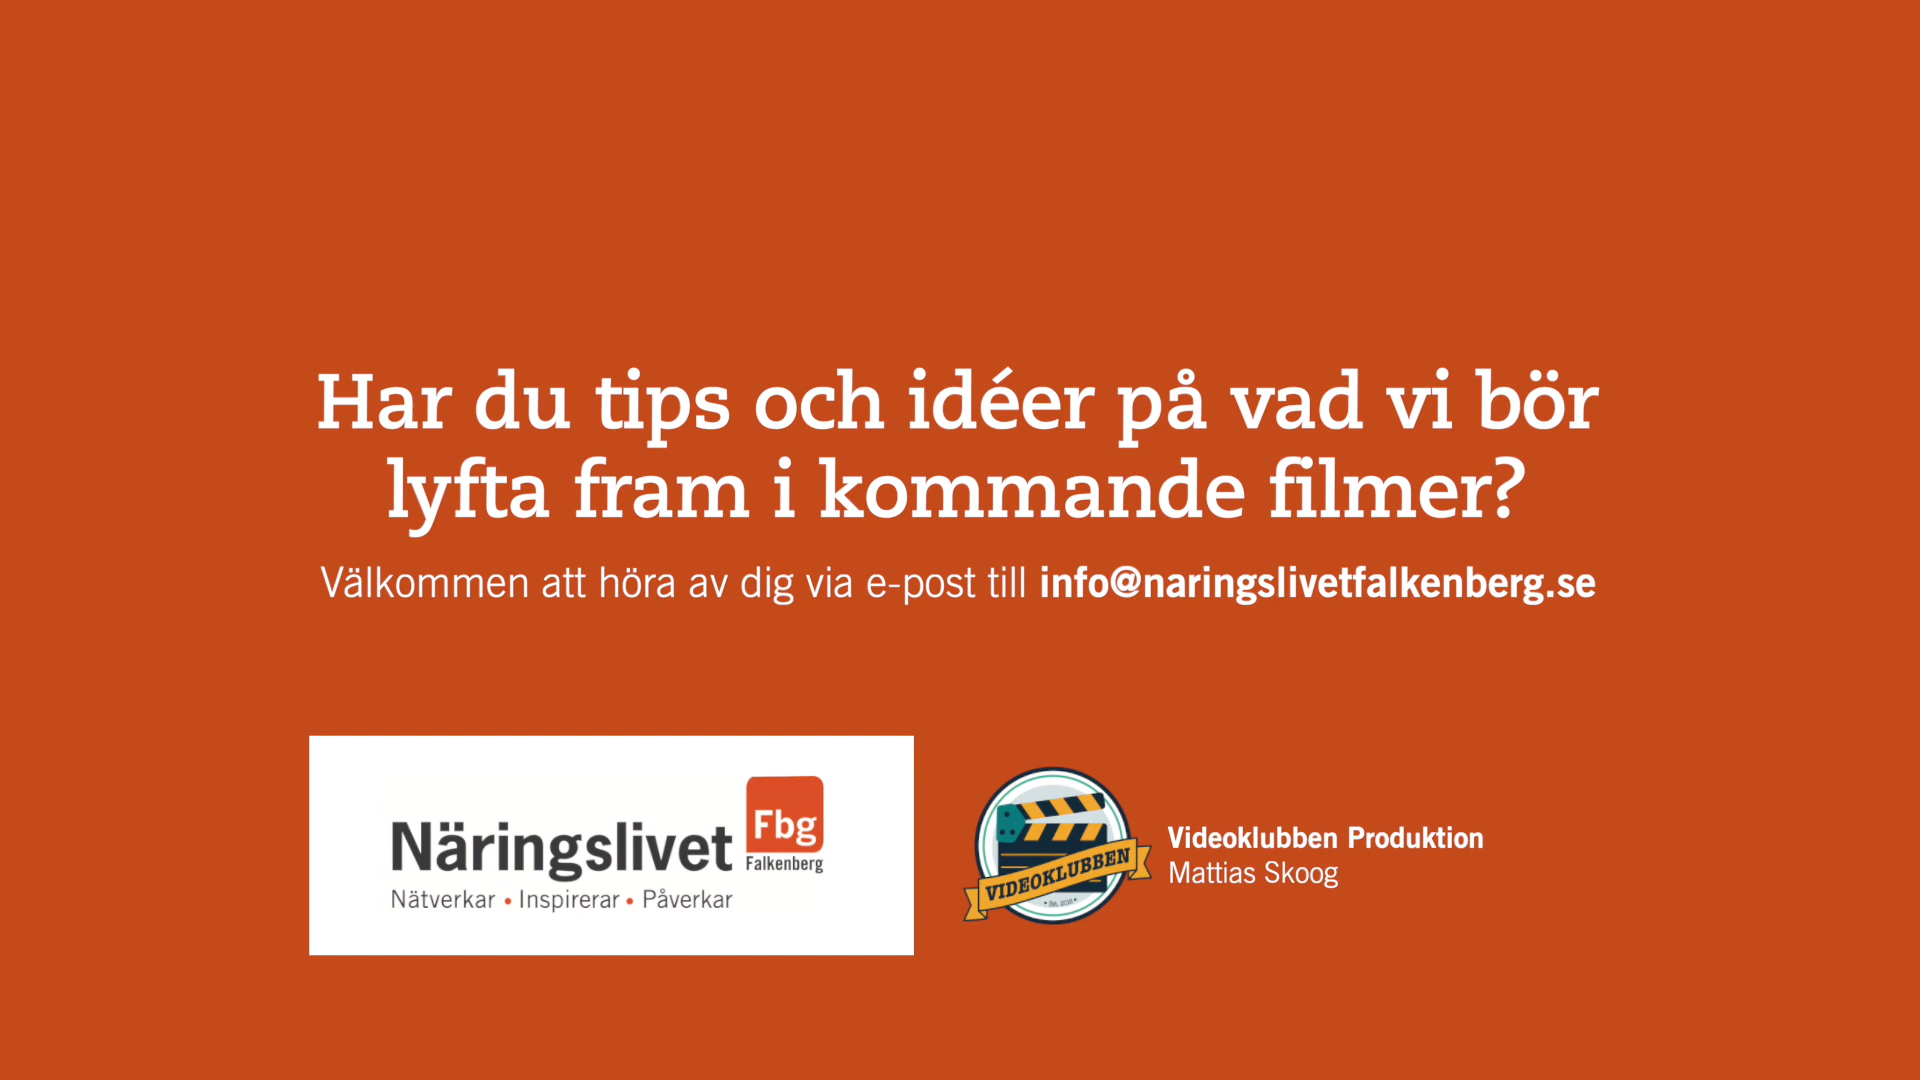 Har du tips och idéer på vad vi bör
lyfta fram i kommande filmer?
Välkommen att höra av dig via e-post till info@naringslivetfalkenberg.se
Näringslivet
Fbg
Falkenberg
Nätverkar • Inspirerar • Påverkar
VIDEOKLUBBEN
Videoklubben Produktion
Mattias Skoog